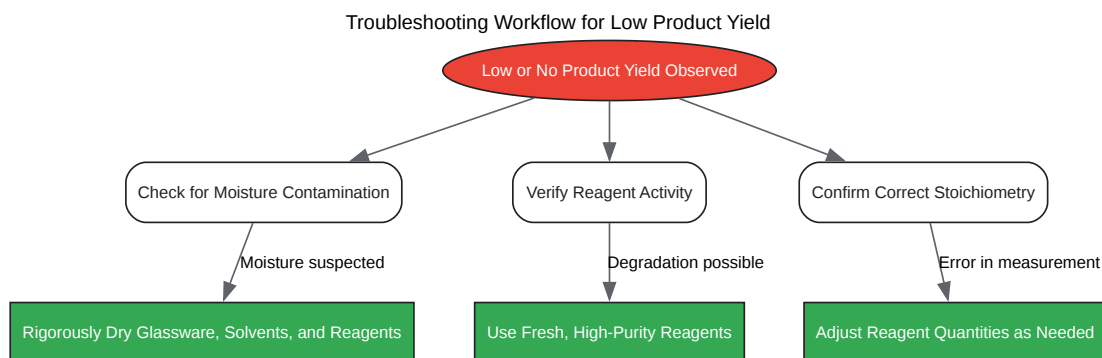 Troubleshooting Workflow for Low Product Yield
Low or No Product Yield Observed
Check for Moisture Contamination
Verify Reagent Activity
Confirm Correct Stoichiometry
Moisture suspected
Degradation possible
Error in measurement
Rigorously Dry Glassware, Solvents, and Reagents
Use Fresh, High-Purity Reagents
Adjust Reagent Quantities as Needed